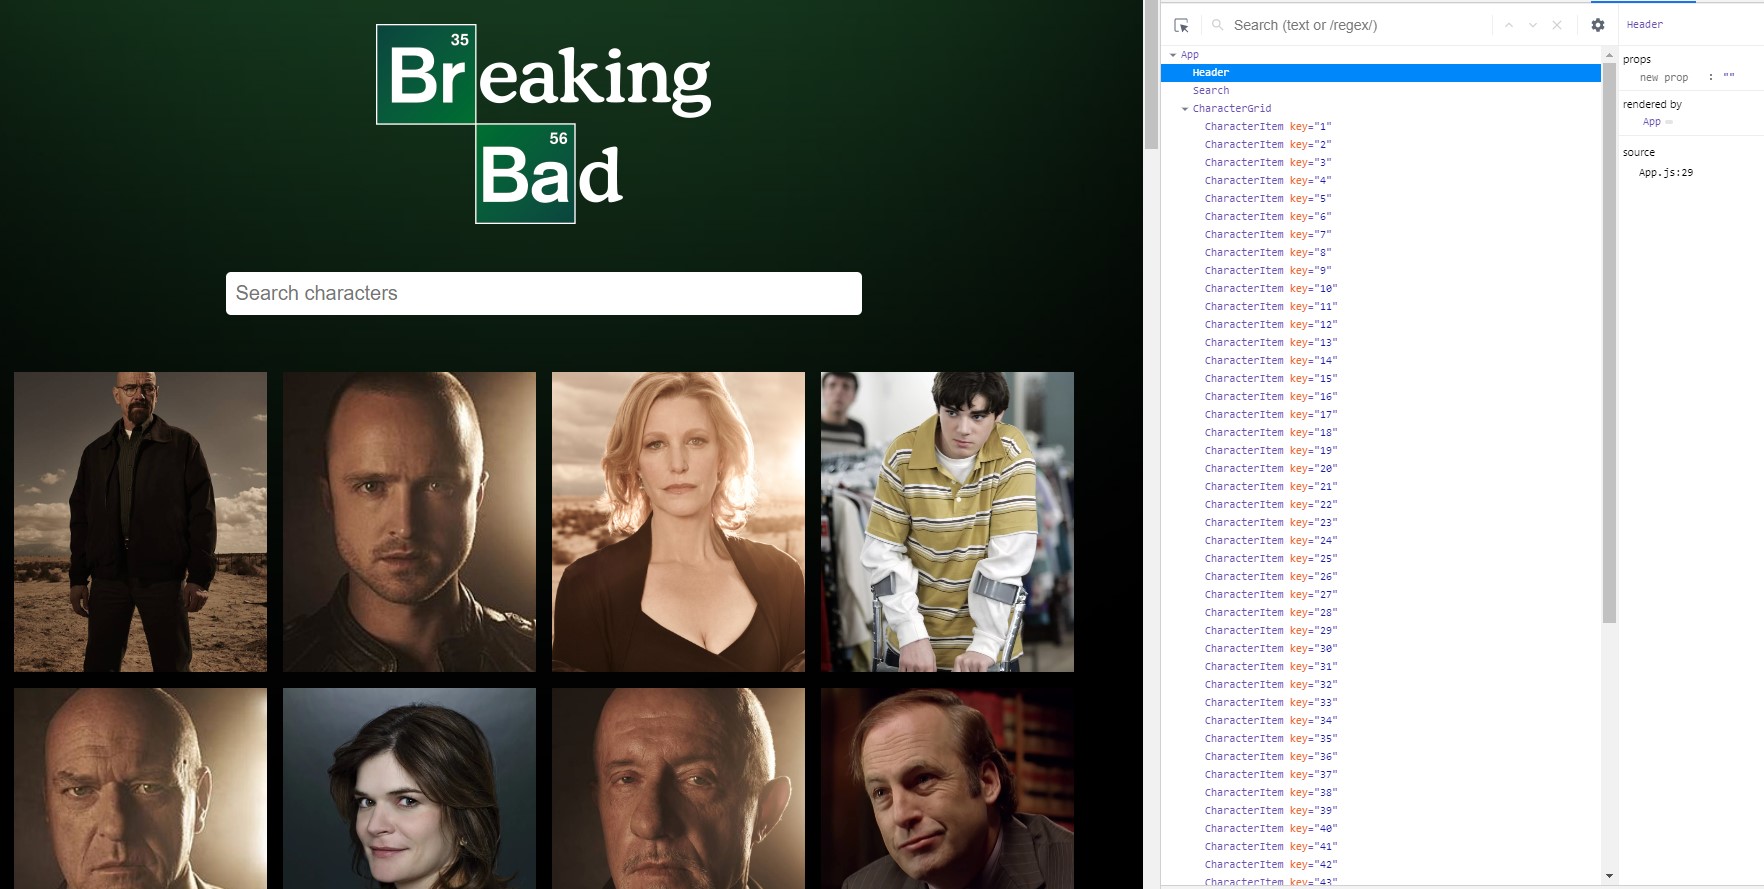 35
Breaking
56
Bad
Search characters
Search (text or /regex/)
App
Header
Search
CharacterGrid
CharacterItem key="1"
CharacterItem key="2"
CharacterItem key="3"
CharacterItem key="4"
CharacterItem key="5"
CharacterItem key="6"
CharacterItem key="7"
CharacterItem key="8"
CharacterItem key="9"
CharacterItem key="10"
CharacterItem key="11"
CharacterItem key="12"
CharacterItem key="13"
CharacterItem key="14"
CharacterItem key="15"
CharacterItem key="16"
CharacterItem key="17"
CharacterItem key="18"
CharacterItem key="19"
CharacterItem key="20"
CharacterItem key="21"
CharacterItem key="22"
CharacterItem key="23"
CharacterItem key="24"
CharacterItem key="25"
CharacterItem key="26"
CharacterItem key="27"
CharacterItem key="28"
CharacterItem key="29"
CharacterItem key="30"
CharacterItem key="31"
CharacterItem key="32"
CharacterItem key="33"
CharacterItem key="34"
CharacterItem key="35"
CharacterItem key="36"
CharacterItem key="37"
CharacterItem key="38"
CharacterItem key="39"
CharacterItem key="40"
CharacterItem key="41"
CharacterItem key="42"
CharacterItem key="43"
Header
props
new prop : ""
rendered by
App
source
App.js:29